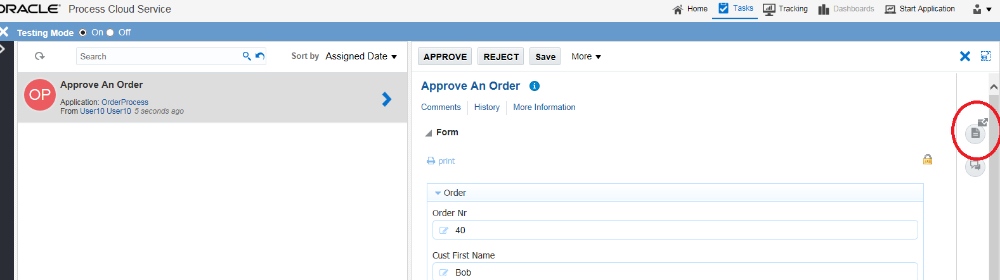 ORACLE Process Cloud Service
Home Tasks Tracking Dashboards Start Application
Testing Mode On Off
Search Sort by Assigned Date
OP
Approve An Order
Application: OrderProcess
From User10 User10 5 seconds ago
APPROVE REJECT Save More
Approve An Order
Comments History More Information
Form
print
Order
Order Nr
40
Cust First Name
Bob